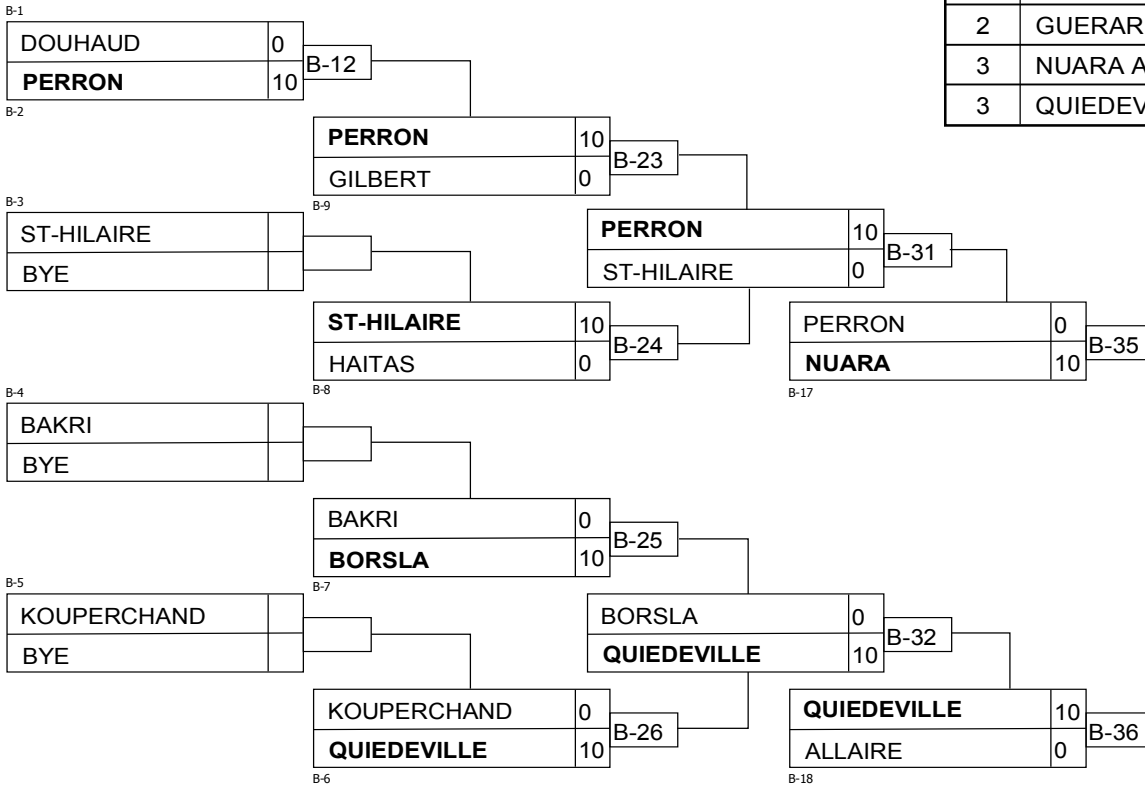 B-1
DOUHAUD 0
B-12
PERRON 10
B-2
2 GUERAR
3 NUARA A
3 QUIEDEV
PERRON 10
B-23
GILBERT 0
B-9
B-3
ST-HILAIRE
BYE
PERRON 10
B-31
ST-HILAIRE 0
ST-HILAIRE 10
B-24
HAITAS 0
B-8
PERRON 0
B-35
NUARA 10
B-17
B-4
BAKRI
BYE
BAKRI 0
B-25
BORSLA 10
B-7
B-5
KOUPERCHAND
BYE
BORSLA 0
B-32
QUIEDEVILLE 10
KOUPERCHAND 0
B-26
QUIEDEVILLE 10
B-6
QUIEDEVILLE 10
B-36
ALLAIRE 0
B-18